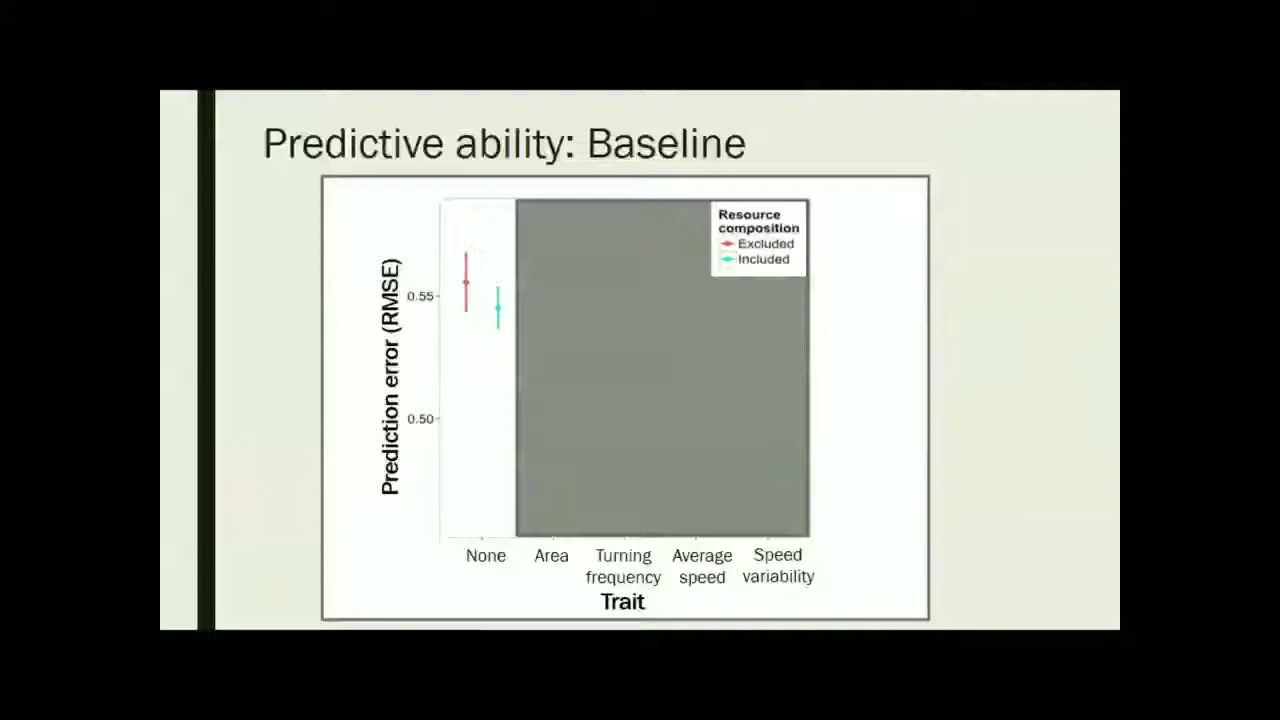 Predictive ability: Baseline
Resource
composition
Excluded
Included
Prediction error (RMSE)
0.55
0.50
None
Area
Turning
frequency
Average
speed
Speed
variability
Trait